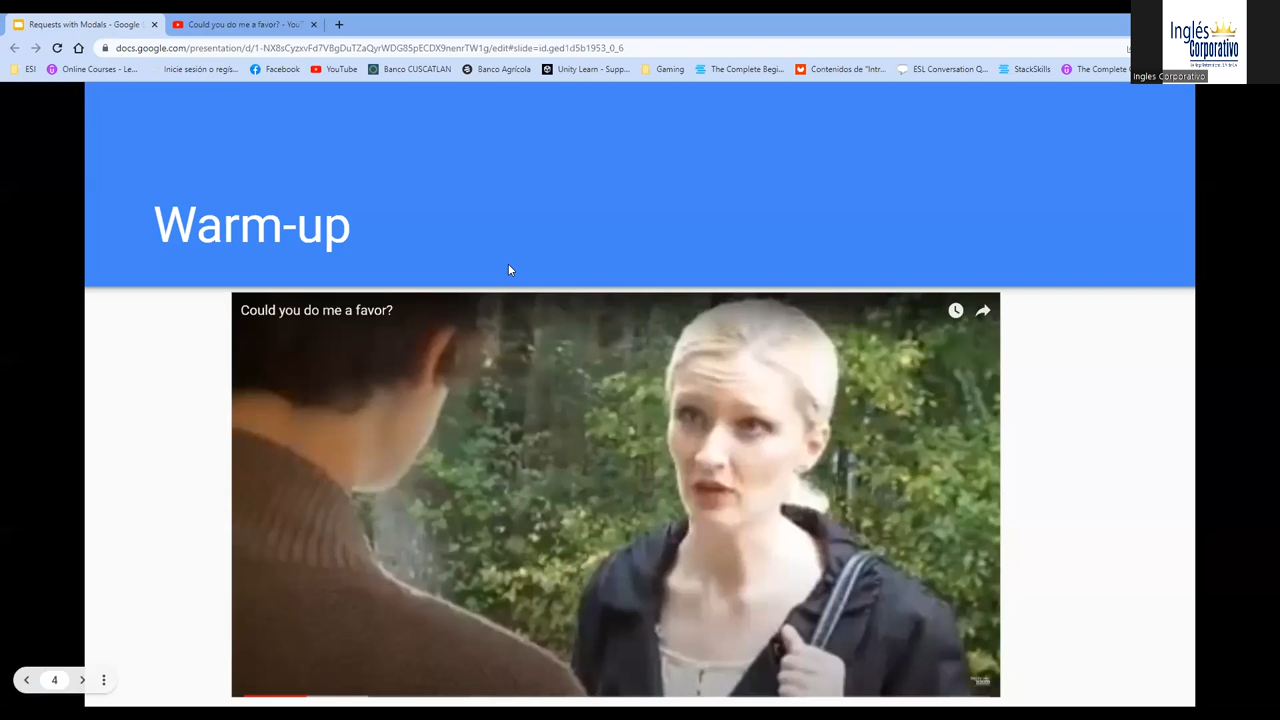 Requests with Modals - Google
Could you do me a favor? - YouT
docs.google.com/presentation/d/1-NX8sCyzxvFd7VBgDuTZaQyrWDG85pECDX9nenrTW1g/edit#slide=id.ged1d5b1953_0_6
ESI
Online Courses - Le...
Inicie sesión o regís...
Facebook
YouTube
Banco CUSCATLAN
Banco Agrícola
Unity Learn - Supp...
Gaming
The Complete Begi...
Contenidos de "Intr...
ESL Conversation Q...
StackSkills
The Complete
Inglés
Corporativo
Ingles Corporativo
Warm-up
Could you do me a favor?
4